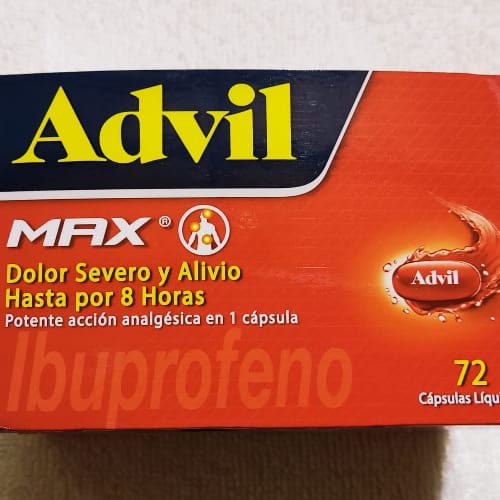 Advil
MAX ®
Dolor Severo y Alivio
Hasta por 8 Horas
Potente acción analgésica en 1 cápsula
Ibuprofeno
Advil
72
Cápsulas Líqu